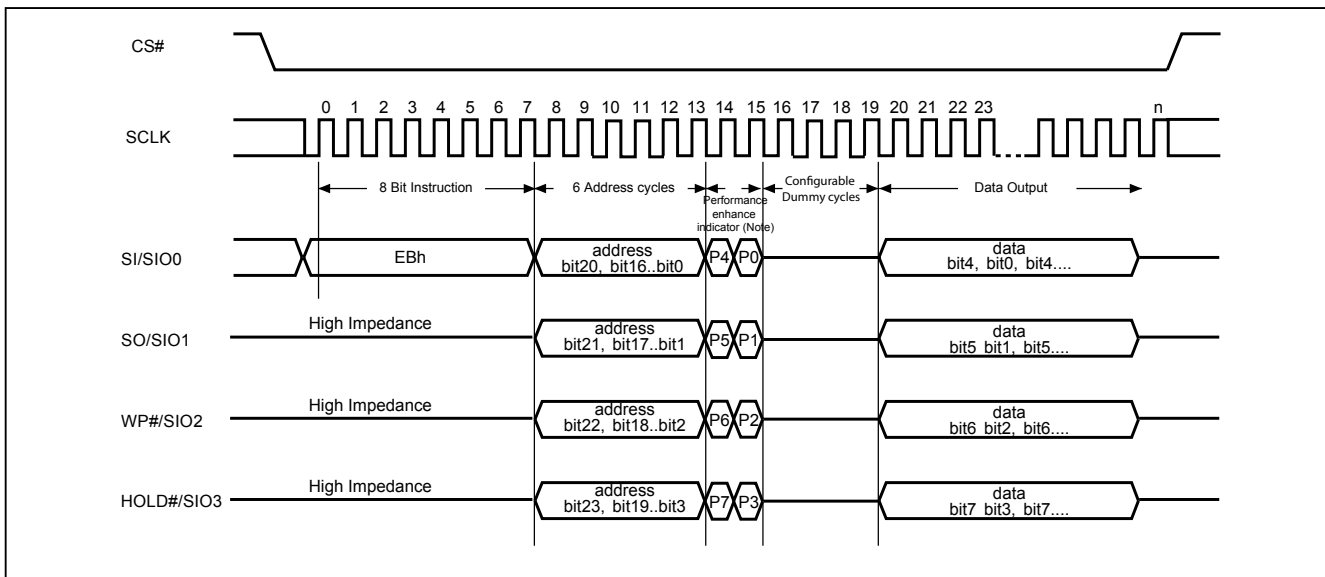 CS#
0 1 2 3 4 5 6 7 8 9 10 11 12 13 14 15 16 17 18 19 20 21 22 23 n
SCLK
8 Bit Instruction
6 Address cycles
Performance
enhance
indicator (Note)
Configurable
Dummy cycles
Data Output
SI/SIO0
EBh
address
bit20, bit16..bit0
P4 P0
data
bit4, bit0, bit4....
SO/SIO1
High Impedance
address
bit21, bit17..bit1
P5 P1
data
bit5 bit1, bit5....
WP#/SIO2
High Impedance
address
bit22, bit18..bit2
P6 P2
data
bit6 bit2, bit6....
HOLD#/SIO3
High Impedance
address
bit23, bit19..bit3
P7 P3
data
bit7 bit3, bit7....